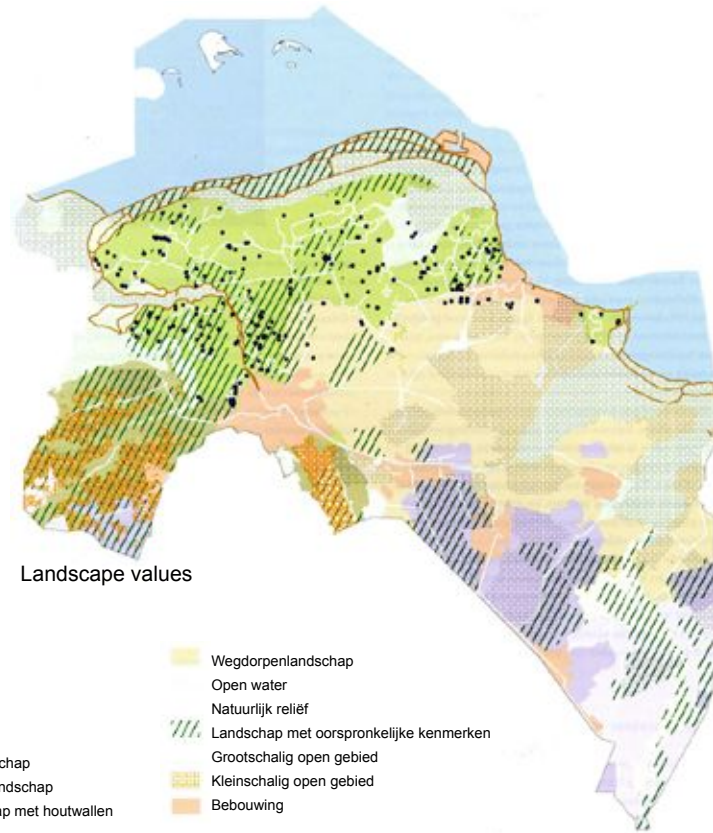 Landscape values
Wegdorpenlandschap
Open water
Natuurlijk reliëf
Landschap met oorspronkelijke kenmerken
Grootschalig open gebied
Kleinschalig open gebied
Bebouwing
chap
ndschap
ap met houtwallen